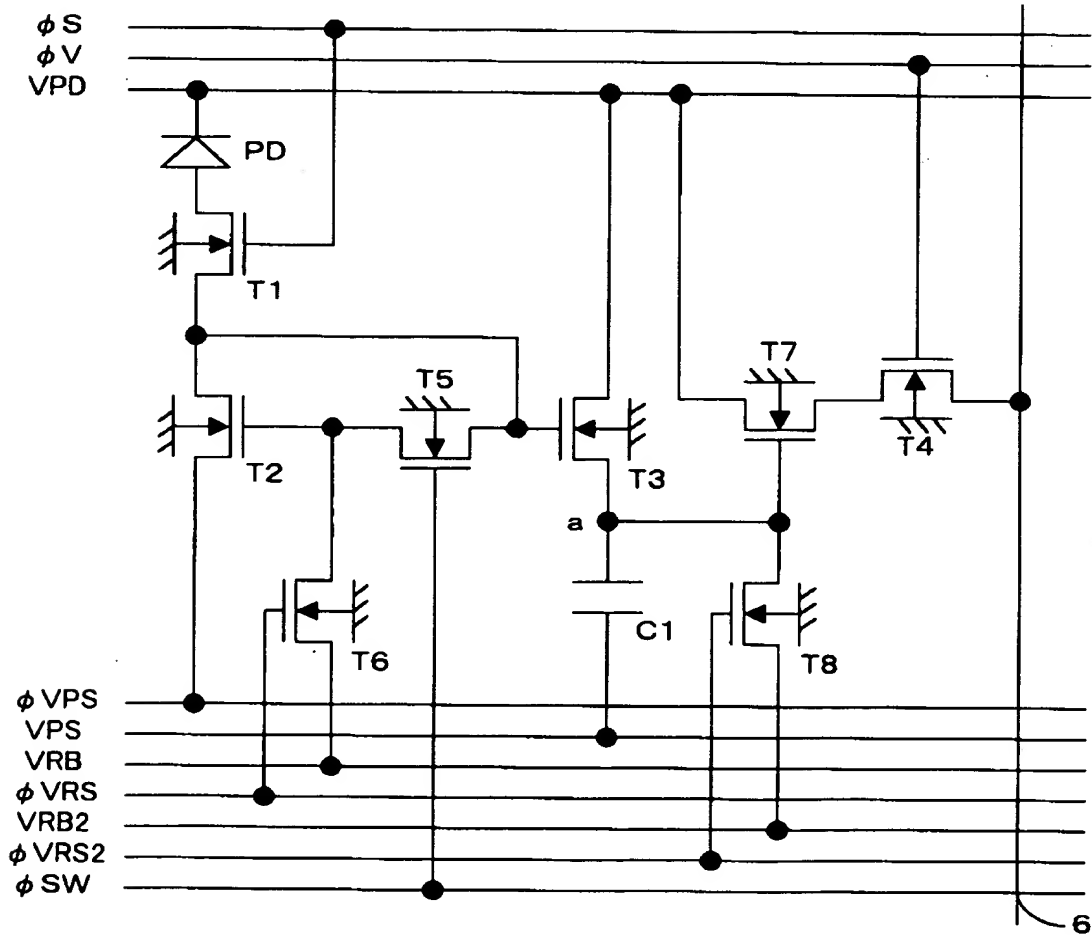 φS
φV
VPD
PD
T1
T7
T5
T4
T2
T3
a
C1
T6
T8
φVPS
VPS
VRB
φVRS
VRB2
φVRS2
φSW
6